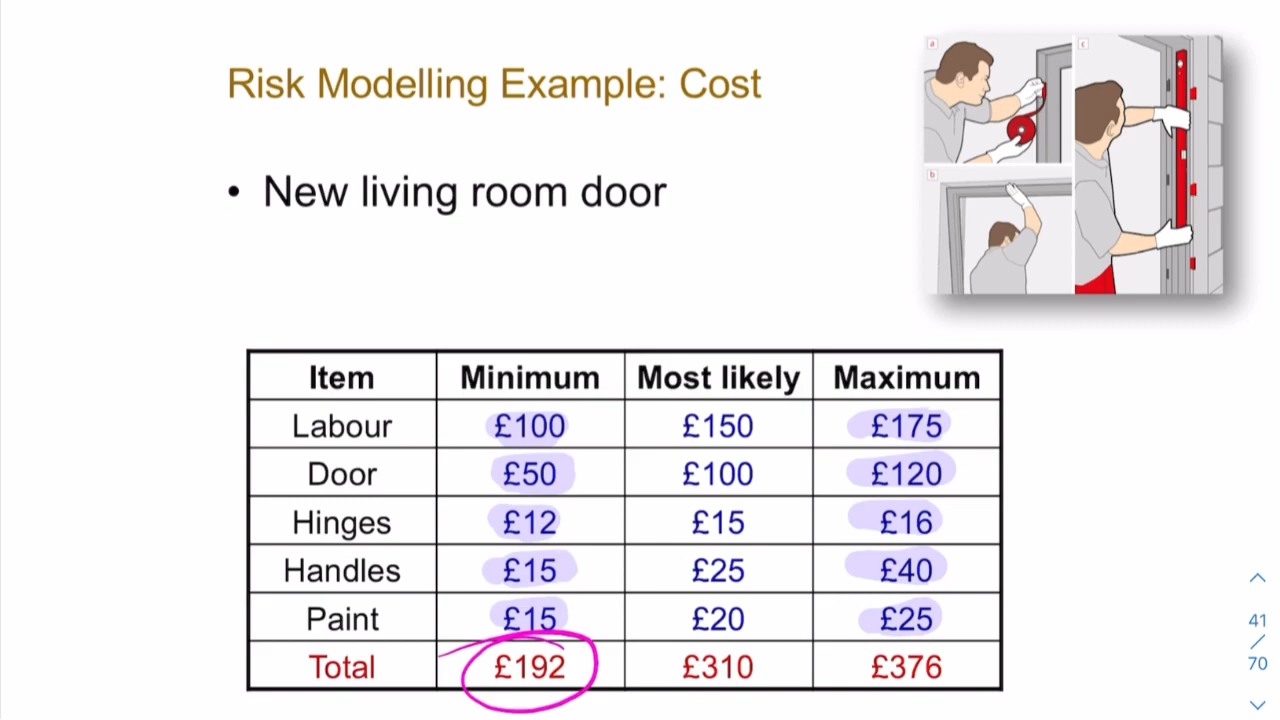 Risk Modelling Example: Cost
a
c
b
• New living room door
Item Minimum Most likely Maximum
Labour £100 £150 £175
Door £50 £100 £120
Hinges £12 £15 £16
Handles £15 £25 £40
Paint £15 £20 £25
Total £192 £310 £376
41
/
70